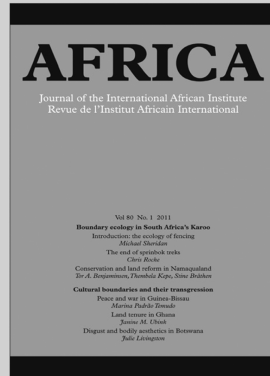 AFRICA
Journal of the International African Institute
Revue de l'Institut Africain International
Vol 80 No. 1 2011
Boundary ecology in South Africa's Karoo
Introduction: the ecology of fencing
Michael Sheridan
The end of springbok treks
Chris Roche
Conservation and land reform in Namaqualand
Tor A. Benjaminsen, Thembela Kepe, Stine Bråthen
Cultural boundaries and their transgression
Peace and war in Guinea-Bissau
Marina Padrão Temudo
Land tenure in Ghana
Janine M. Ubink
Disgust and bodily aesthetics in Botswana
Julie Livingston